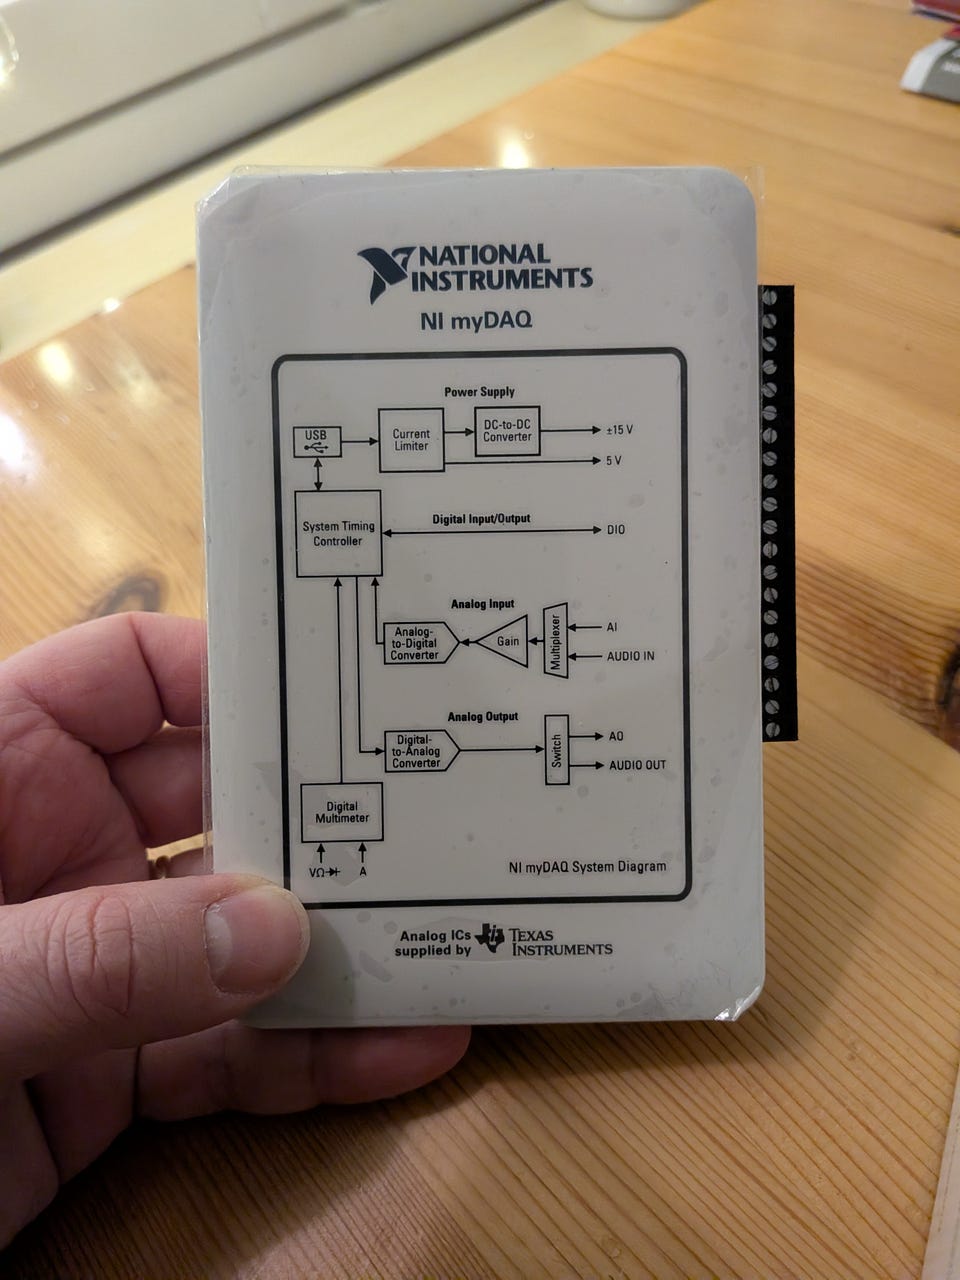 NATIONAL
INSTRUMENTS
NI myDAQ
Power Supply
USB
Current
Limiter
DC-to-DC
Converter
±15 V
5 V
System Timing
Controller
Digital Input/Output
DIO
Analog Input
Analog-
to-Digital
Converter
Gain
Multiplexer
AI
AUDIO IN
Analog Output
Digital-
to-Analog
Converter
Switch
AO
AUDIO OUT
Digital
Multimeter
VΩ
A
NI myDAQ System Diagram
Analog ICs
supplied by
TEXAS
INSTRUMENTS